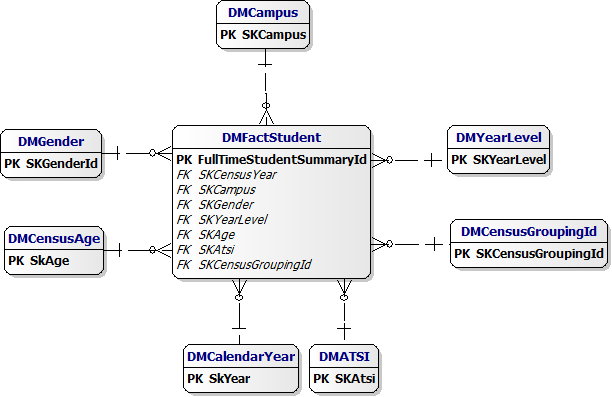 DMCampus
PK SKCampus
DMGender
PK SKGenderId
DMFactStudent
PK FullTimeStudentSummaryId
FK SKCensusYear
FK SKCampus
FK SKGender
FK SKYearLevel
FK SKAge
FK SKAtsi
FK SKCensusGroupingId
DMYearLevel
PK SKYearLevel
DMCensusAge
PK SkAge
DMCensusGroupingId
PK SKCensusGroupingId
DMCalendarYear
PK SkYear
DMATSI
PK SKAtsi